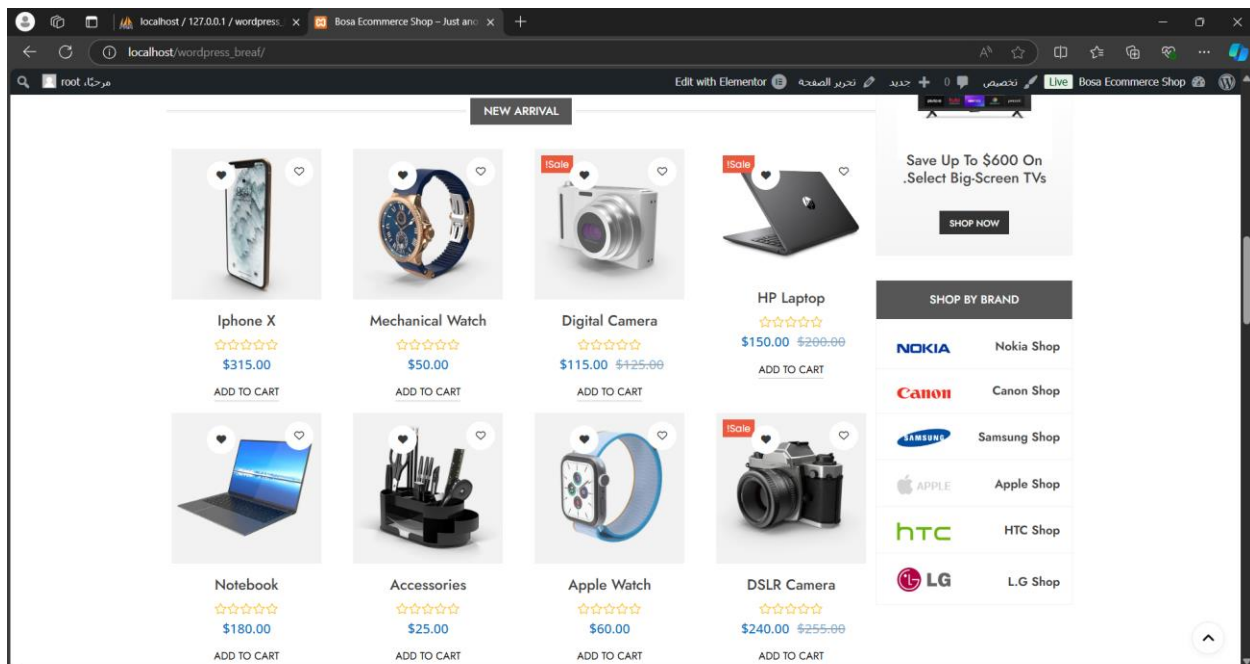 localhost / 127.0.0.1 / wordpress_
Bosa Ecommerce Shop – Just ano
localhost/wordpress_breaf/
مرحبًا، root
Edit with Elementor
تحرير الصفحة
جديد
0
تخصيص
Live
Bosa Ecommerce Shop
NEW ARRIVAL
Save Up To $600 On
.Select Big-Screen TVs
SHOP NOW
!Sale
!Sale
Iphone X
Mechanical Watch
Digital Camera
HP Laptop
$315.00
$50.00
$115.00 $125.00
$150.00 $200.00
ADD TO CART
ADD TO CART
ADD TO CART
ADD TO CART
SHOP BY BRAND
NOKIA Nokia Shop
Canon Canon Shop
SAMSUNG Samsung Shop
APPLE Apple Shop
hTC HTC Shop
LG L.G Shop
!Sale
Notebook
Accessories
Apple Watch
DSLR Camera
$180.00
$25.00
$60.00
$240.00 $255.00
ADD TO CART
ADD TO CART
ADD TO CART
ADD TO CART